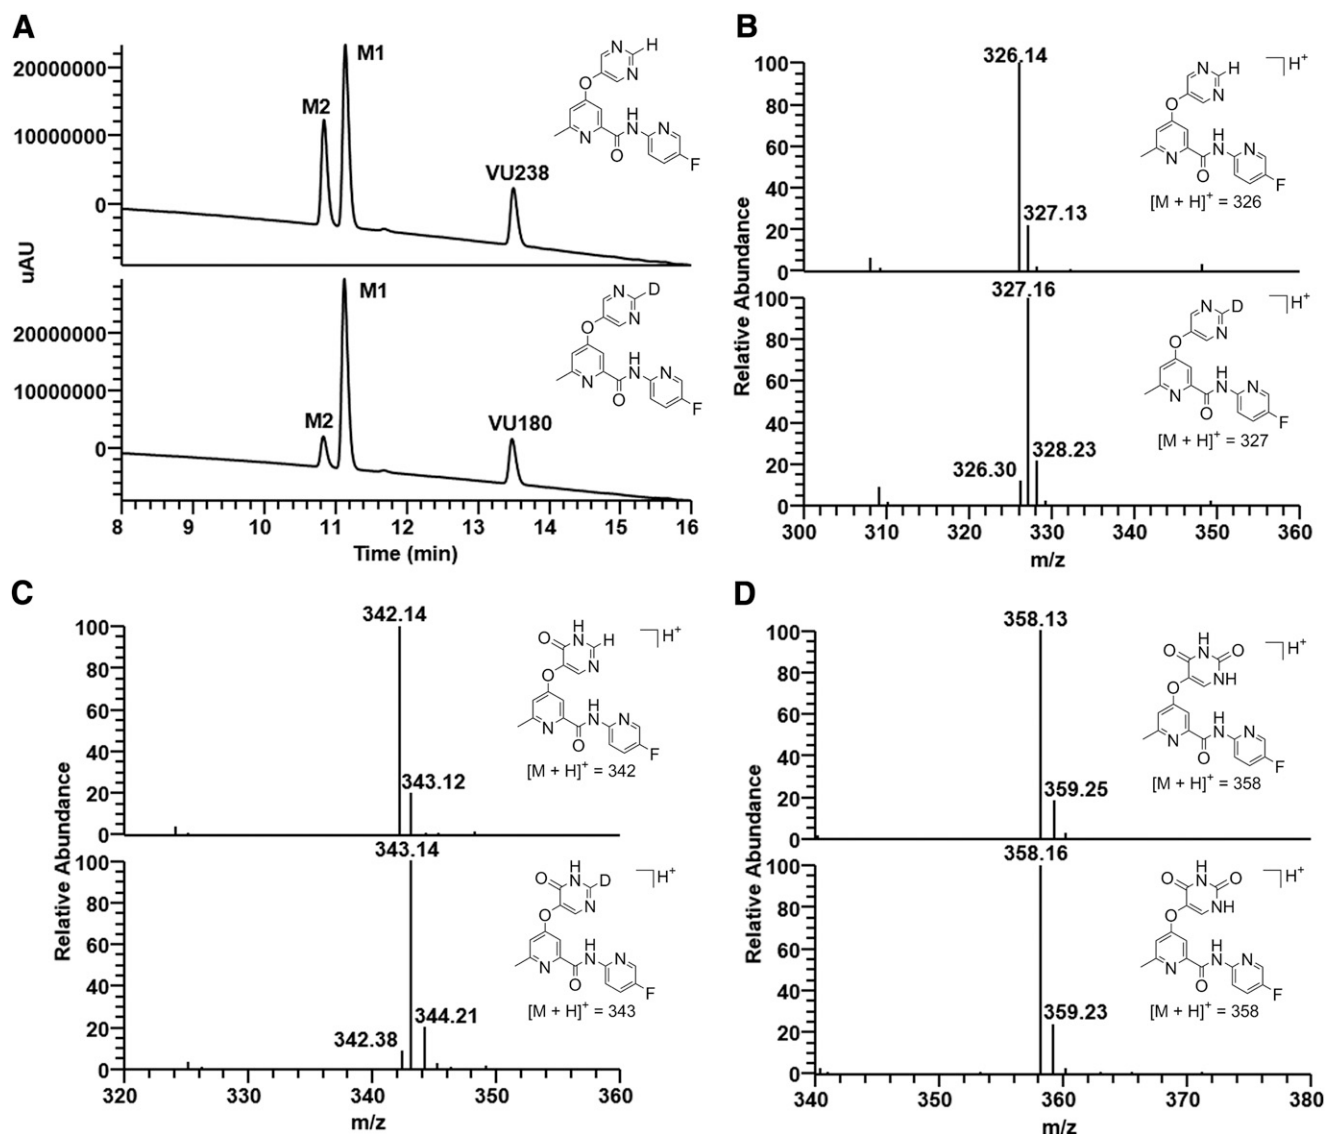 A
20000000
10000000
0
M2
M1
VU238
H
N
N
O
H
N
N
N
O
F
uAU
20000000
10000000
0
M2
M1
VU180
D
N
N
O
H
N
N
N
O
F
8 9 10 11 12 13 14 15 16
Time (min)
B
Relative Abundance
100
80
60
40
20
0
326.14
327.13
H+
N
H
N
O
H
N
N
N
O
F
[M + H]+ = 326
100
80
60
40
20
0
327.16
326.30
328.23
H+
N
D
N
O
H
N
N
N
O
F
[M + H]+ = 327
300 310 320 330 340 350 360
m/z
C
Relative Abundance
100
80
60
40
20
0
342.14
343.12
H+
H
O N H
N
O
H
N
N
N
O
F
[M + H]+ = 342
100
80
60
40
20
0
343.14
342.38
344.21
H+
H
O N D
N
O
H
N
N
N
O
F
[M + H]+ = 343
320 330 340 350 360
m/z
D
Relative Abundance
100
80
60
40
20
0
358.13
359.25
H+
H
O N O
NH
O
H
N
N
N
O
F
[M + H]+ = 358
100
80
60
40
20
0
358.16
359.23
H+
H
O N O
NH
O
H
N
N
N
O
F
[M + H]+ = 358
340 350 360 370 380
m/z